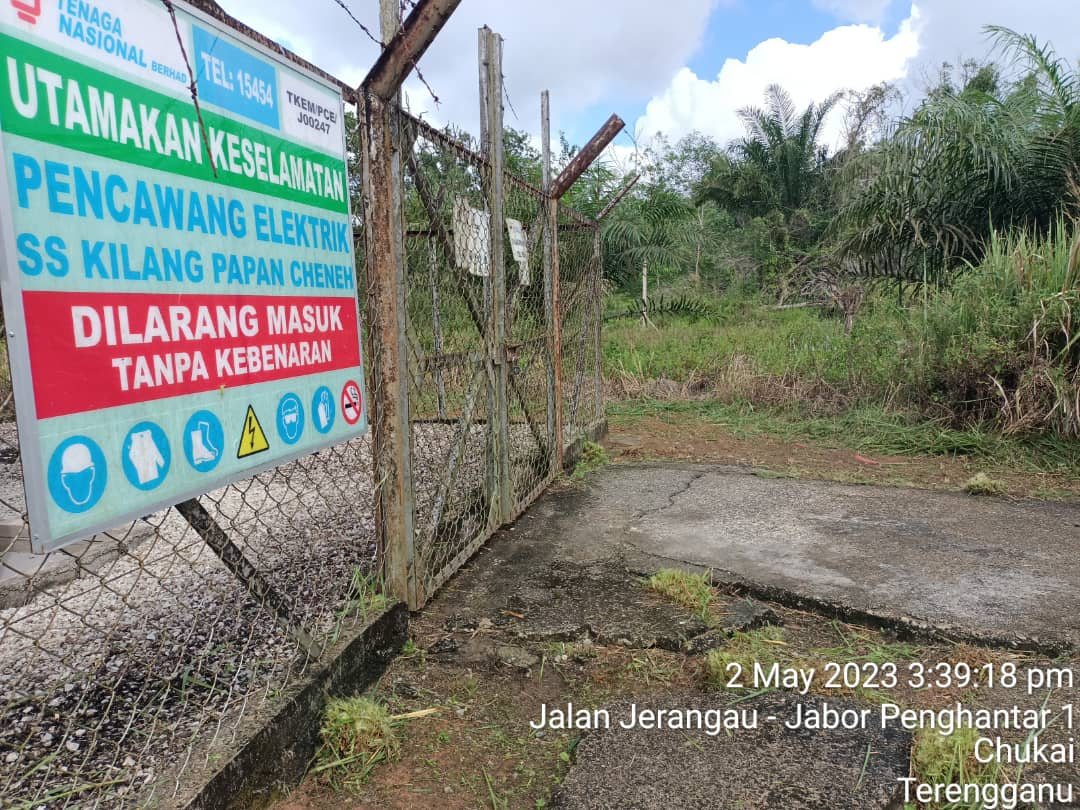 TENAGA
NASIONAL BERHAD
TEL: 15454
TKEM/PCE/
J00247
UTAMAKAN KESELAMATAN
PENCAWANG ELEKTRIK
SS KILANG PAPAN CHENEH
DILARANG MASUK
TANPA KEBENARAN
2 May 2023 3:39:18 pm
Jalan Jerangau - Jabor Penghantar 1
Chukai
Terengganu